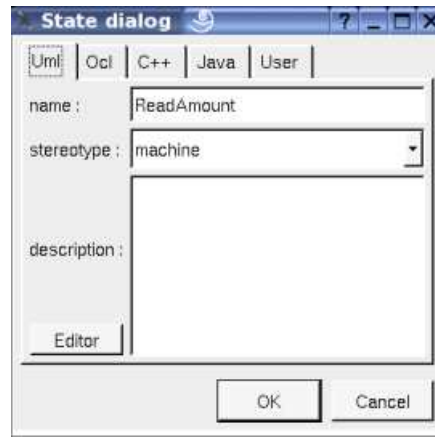 State dialog ?
Uml Ocl C++ Java User
name : ReadAmount
stereotype : machine
description :
Editor
OK Cancel